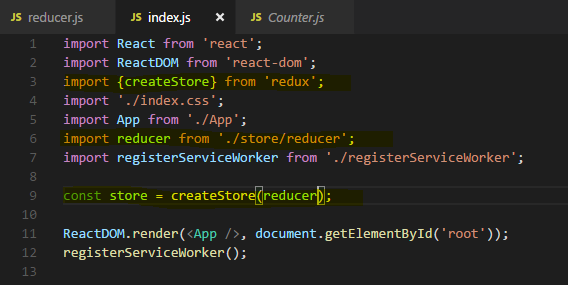 JS reducer.js JS index.js × JS Counter.js
1 import React from 'react';
2 import ReactDOM from 'react-dom';
3 import {createStore} from 'redux';
4 import './index.css';
5 import App from './App';
6 import reducer from './store/reducer';
7 import registerServiceWorker from './registerServiceWorker';
8
9 const store = createStore(reducer);
10
11 ReactDOM.render(<App />, document.getElementById('root'));
12 registerServiceWorker();
13